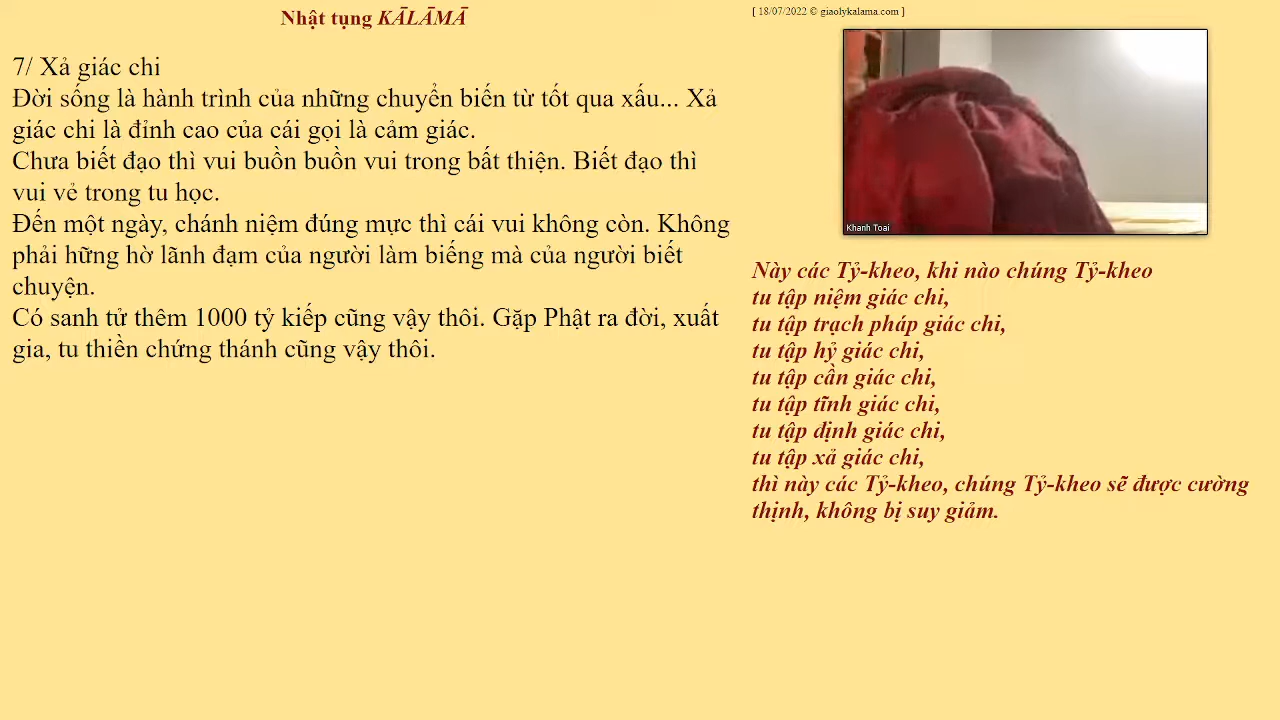 Nhật tụng KĀLĀMĀ
7/ Xả giác chi
Đời sống là hành trình của những chuyển biến từ tốt qua xấu... Xả
giác chi là đỉnh cao của cái gọi là cảm giác.
Chưa biết đạo thì vui buồn buồn vui trong bất thiện. Biết đạo thì
vui vẻ trong tu học.
Đến một ngày, chánh niệm đúng mực thì cái vui không còn. Không
phải hững hờ lãnh đạm của người làm biếng mà của người biết
chuyện.
Có sanh tử thêm 1000 tỷ kiếp cũng vậy thôi. Gặp Phật ra đời, xuất
gia, tu thiền chứng thánh cũng vậy thôi.
[ 18/07/2022 © giaolykalama.com ]
Khanh Toai
Này các Tỷ-kheo, khi nào chúng Tỷ-kheo
tu tập niệm giác chi,
tu tập trạch pháp giác chi,
tu tập hỷ giác chi,
tu tập cần giác chi,
tu tập tĩnh giác chi,
tu tập định giác chi,
tu tập xả giác chi,
thì này các Tỷ-kheo, chúng Tỷ-kheo sẽ được cường
thịnh, không bị suy giảm.